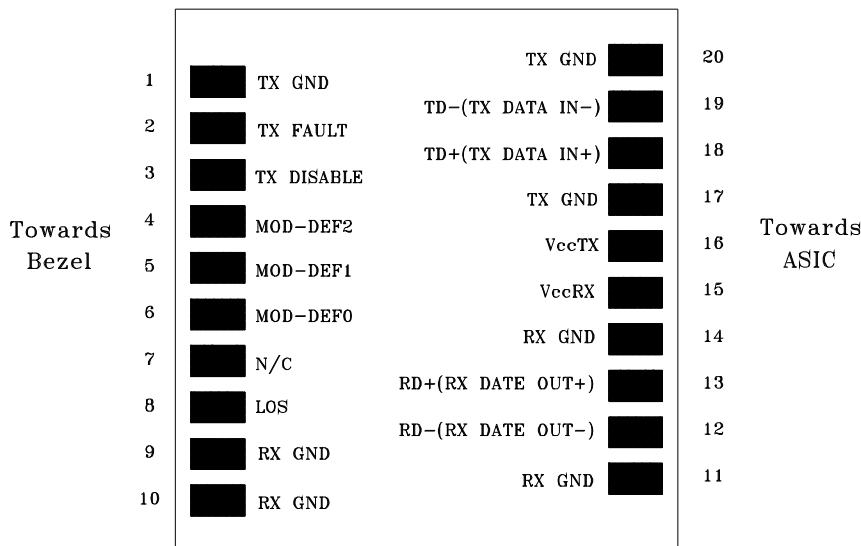 Towards
Bezel
1 TX GND
2 TX FAULT
3 TX DISABLE
4 MOD-DEF2
5 MOD-DEF1
6 MOD-DEF0
7 N/C
8 LOS
9 RX GND
10 RX GND
TX GND 20
TD-(TX DATA IN-) 19
TD+(TX DATA IN+) 18
TX GND 17
VccTX 16
VccRX 15
RX GND 14
RD+(RX DATE OUT+) 13
RD-(RX DATE OUT-) 12
RX GND 11
Towards
ASIC